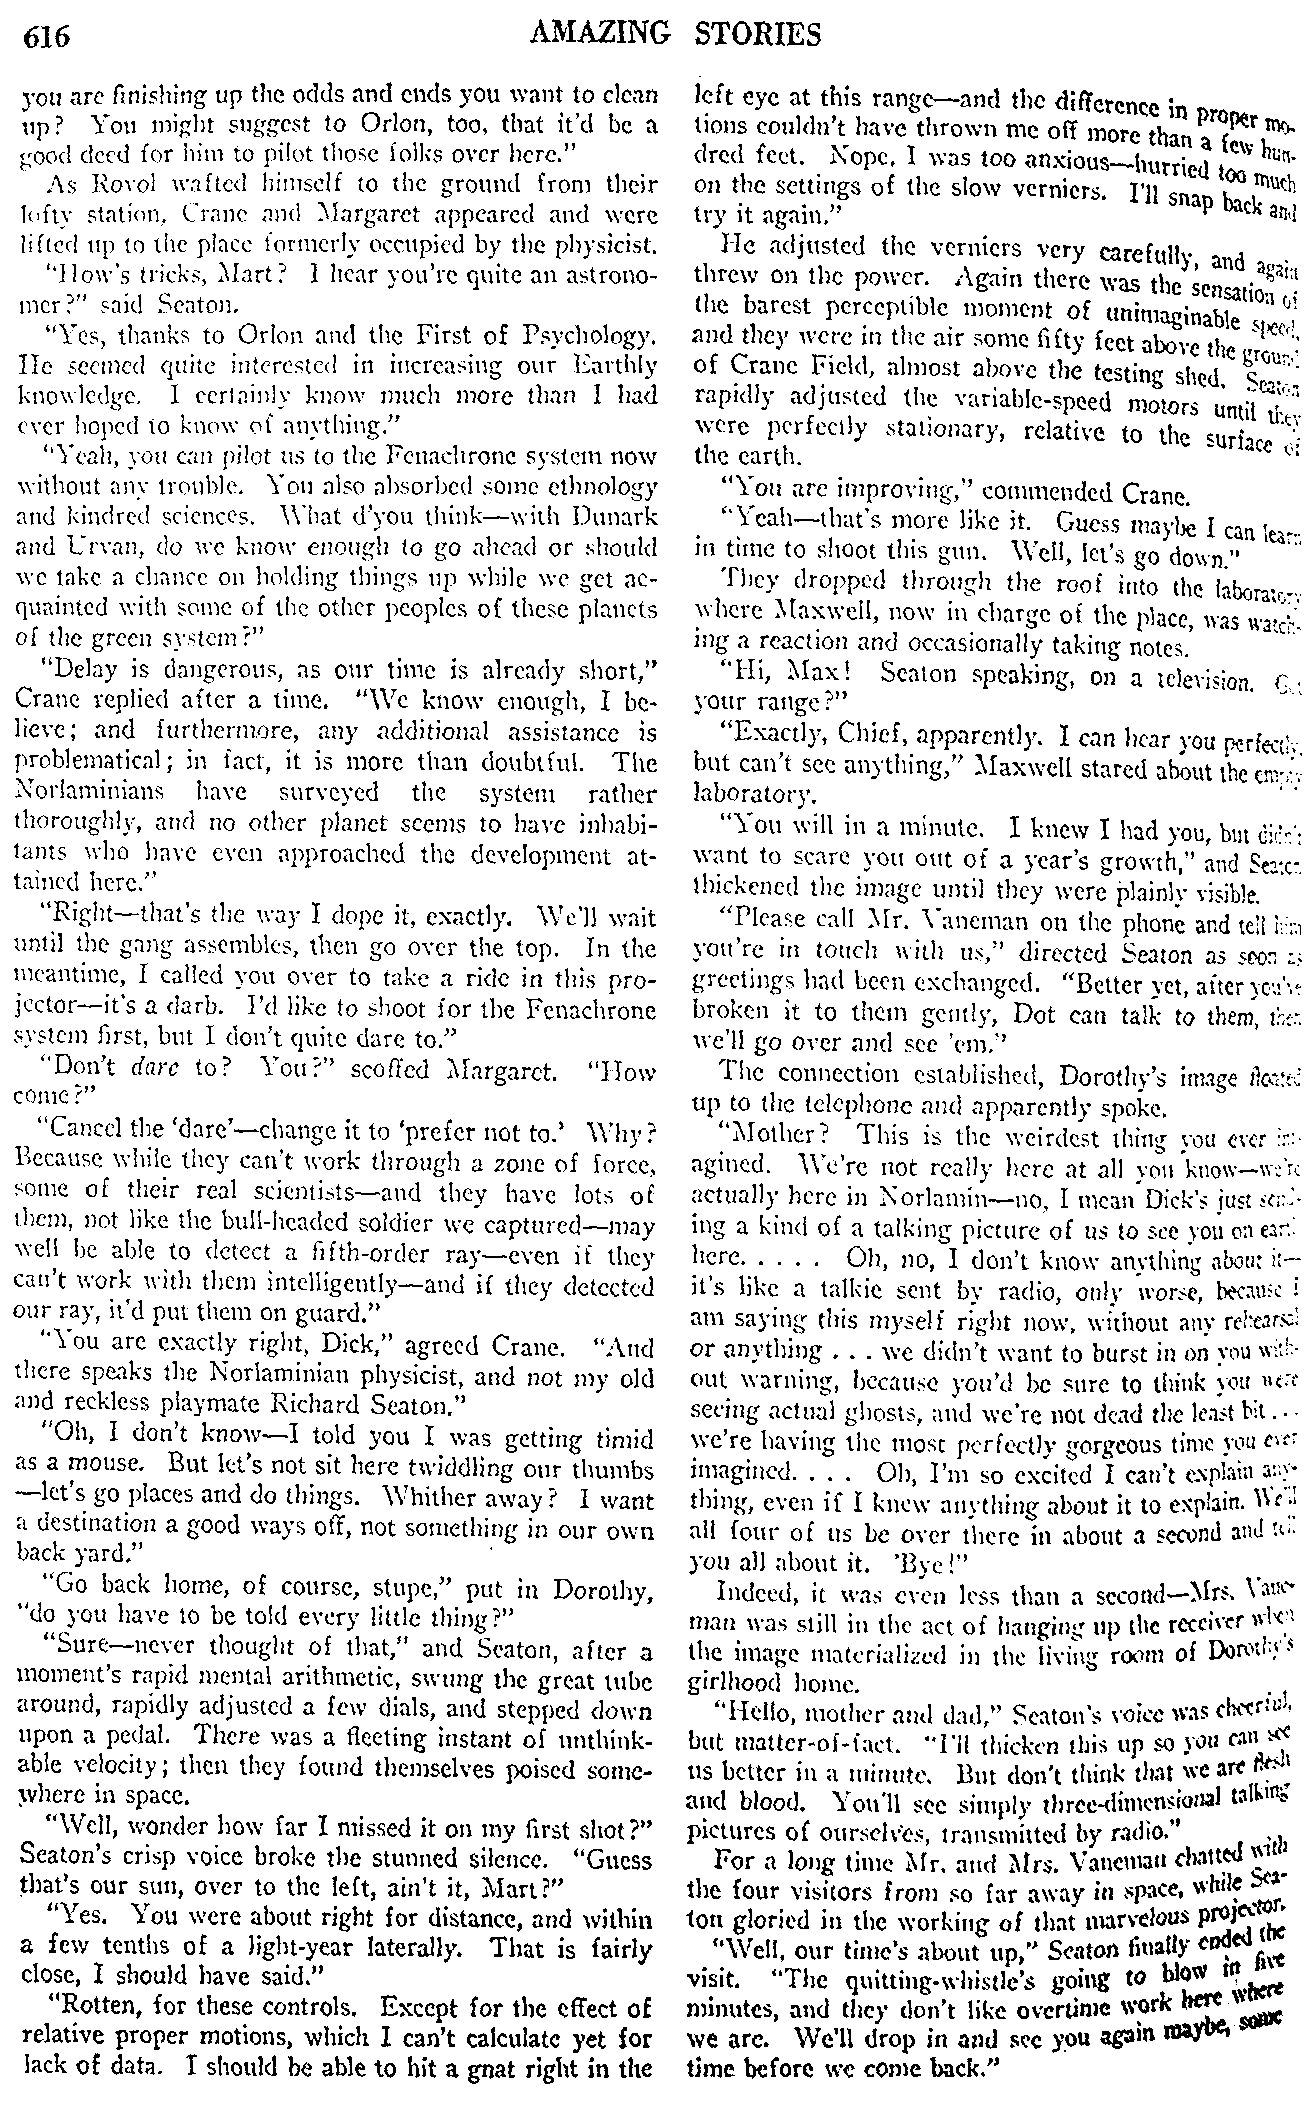 616
AMAZING STORIES
you are finishing up the odds and ends you want to clean
up? You might suggest to Orlon, too, that it'd be a
good deed for him to pilot those folks over here."
As Rovol wafted himself to the ground from their
lofty station, Crane and Margaret appeared and were
lifted up to the place formerly occupied by the physicist.
"How's tricks, Mart? I hear you're quite an astrono-
mer?" said Seaton.
"Yes, thanks to Orlon and the First of Psychology.
He seemed quite interested in increasing our Earthly
knowledge. I certainly know much more than I had
ever hoped to know of anything."
"Yeah, you can pilot us to the Fenachrone system now
without any trouble. You also absorbed some ethnology
and kindred sciences. What d'you think—with Dunark
and Urvan, do we know enough to go ahead or should
we take a chance on holding things up while we get ac-
quainted with some of the other peoples of these planets
of the green system?"
"Delay is dangerous, as our time is already short,"
Crane replied after a time. "We know enough, I be-
lieve; and furthermore, any additional assistance is
problematical; in fact, it is more than doubtful. The
Norlaminians have surveyed the system rather
thoroughly, and no other planet seems to have inhabi-
tants who have even approached the development at-
tained here."
"Right—that's the way I dope it, exactly. We'll wait
until the gang assembles, then go over the top. In the
meantime, I called you over to take a ride in this pro-
jector—it's a darb. I'd like to shoot for the Fenachrone
system first, but I don't quite dare to."
"Don't dare to? You?" scoffed Margaret. "How
come?"
"Cancel the 'dare'—change it to 'prefer not to.' Why?
Because while they can't work through a zone of force,
some of their real scientists—and they have lots of
them, not like the bull-headed soldier we captured—may
well be able to detect a fifth-order ray—even if they
can't work with them intelligently—and if they detected
our ray, it'd put them on guard."
"You are exactly right, Dick," agreed Crane. "And
there speaks the Norlaminian physicist, and not my old
and reckless playmate Richard Seaton."
"Oh, I don't know—I told you I was getting timid
as a mouse. But let's not sit here twiddling our thumbs
—let's go places and do things. Whither away? I want
a destination a good ways off, not something in our own
back yard."
"Go back home, of course, stupe," put in Dorothy,
"do you have to be told every little thing?"
"Sure—never thought of that," and Seaton, after a
moment's rapid mental arithmetic, swung the great tube
around, rapidly adjusted a few dials, and stepped down
upon a pedal. There was a fleeting instant of unthink-
able velocity; then they found themselves poised some-
where in space.
"Well, wonder how far I missed it on my first shot?"
Seaton's crisp voice broke the stunned silence. "Guess
that's our sun, over to the left, ain't it, Mart?"
"Yes. You were about right for distance, and within
a few tenths of a light-year laterally. That is fairly
close, I should have said."
"Rotten, for these controls. Except for the effect of
relative proper motions, which I can't calculate yet for
lack of data. I should be able to hit a gnat right in the
left eye at this range—and the difference in proper mo-
tions couldn't have thrown me off more than a few hun-
dred feet. Nope, I was too anxious—hurried too much
on the settings of the slow verniers. I'll snap back and
try it again."
He adjusted the verniers very carefully, and again
threw on the power. Again there was the sensation of
the barest perceptible moment of unimaginable speed,
and they were in the air some fifty feet above the ground
of Crane Field, almost above the testing shed. Seaton
rapidly adjusted the variable-speed motors until they
were perfectly stationary, relative to the surface of
the earth.
"You are improving," commended Crane.
"Yeah—that's more like it. Guess maybe I can learn
in time to shoot this gun. Well, let's go down."
They dropped through the roof into the laboratory
where Maxwell, now in charge of the place, was watch-
ing a reaction and occasionally taking notes.
"Hi, Max! Seaton speaking, on a television.
your range?"
"Exactly, Chief, apparently. I can hear you perfectly,
but can't see anything," Maxwell stared about the empty
laboratory.
"You will in a minute. I knew I had you, but didn't
want to scare you out of a year's growth," and Seaton
thickened the image until they were plainly visible.
"Please call Mr. Vaneman on the phone and tell him
you're in touch with us," directed Seaton as soon as
greetings had been exchanged. "Better yet, after you've
broken it to them gently, Dot can talk to them, then
we'll go over and see 'em."
The connection established, Dorothy's image floated
up to the telephone and apparently spoke.
"Mother? This is the weirdest thing you ever im-
agined. We're not really here at all you know—we're
actually here in Norlamin—no, I mean Dick's just send-
ing a kind of a talking picture of us to see you on earth
here. . . . . Oh, no, I don't know anything about it—
it's like a talkie sent by radio, only worse, because I
am saying this myself right now, without any rehearsal
or anything . . . we didn't want to burst in on you with-
out warning, because you'd be sure to think you were
seeing actual ghosts, and we're not dead the least bit . . .
we're having the most perfectly gorgeous time you ever
imagined. . . . Oh, I'm so excited I can't explain any-
thing, even if I knew anything about it to explain. We'll
all four of us be over there in about a second and tell
you all about it. 'Bye!"
Indeed, it was even less than a second—Mrs. Vane-
man was still in the act of hanging up the receiver when
the image materialized in the living room of Dorothy's
girlhood home.
"Hello, mother and dad," Seaton's voice was cheerful,
but matter-of-fact. "I'll thicken this up so you can see
us better in a minute. But don't think that we are flesh
and blood. You'll see simply three-dimensional talking
pictures of ourselves, transmitted by radio."
For a long time Mr. and Mrs. Vaneman chatted with
the four visitors from so far away in space, while Sea-
ton gloried in the working of that marvelous projector.
"Well, our time's about up," Seaton finally ended the
visit. "The quitting-whistle's going to blow in five
minutes, and they don't like overtime work here where
we are. We'll drop in and see you again maybe, some
time before we come back."